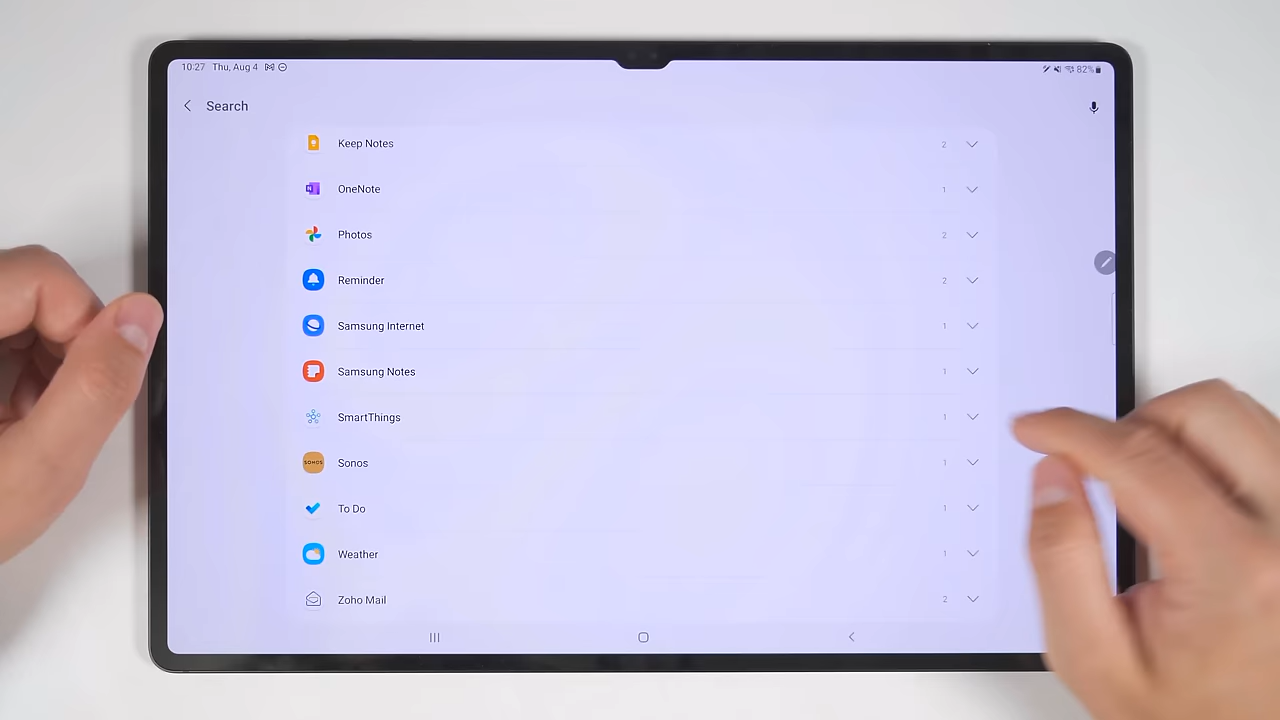 10:27 Thu, Aug 4 82%
Search
Keep Notes 2
OneNote 1
Photos 2
Reminder 2
Samsung Internet 1
Samsung Notes 1
SmartThings 1
SONOS Sonos 1
To Do 1
Weather 1
Zoho Mail 2